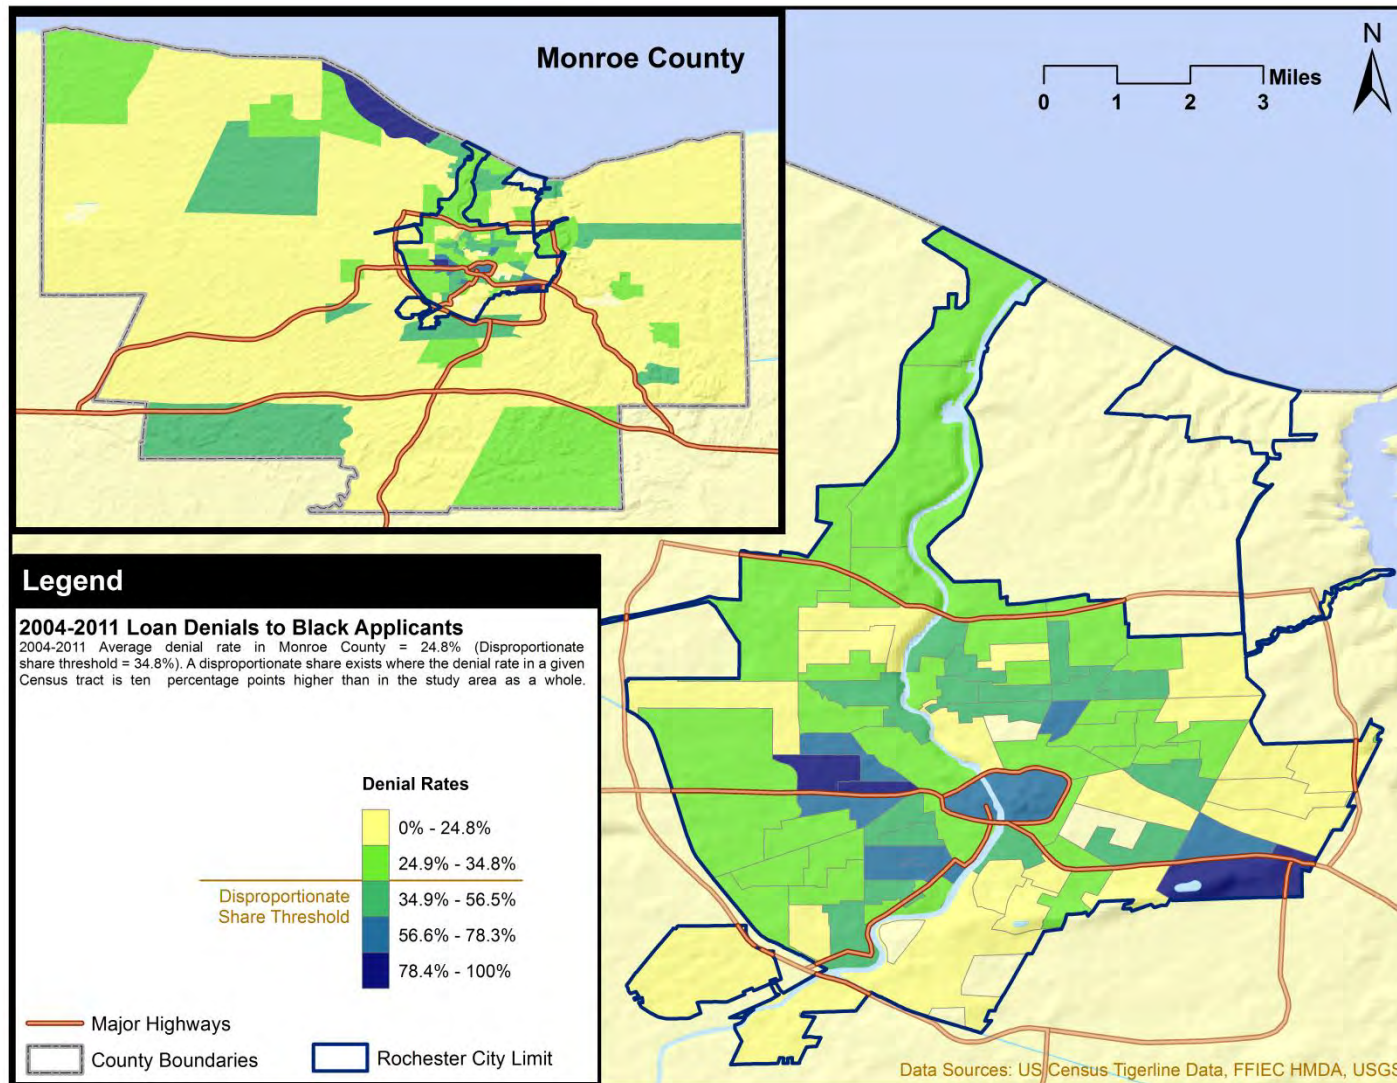 Monroe County
N
Miles
0 1 2 3
Legend
2004-2011 Loan Denials to Black Applicants
2004-2011 Average denial rate in Monroe County = 24.8% (Disproportionate
share threshold = 34.8%). A disproportionate share exists where the denial rate in a given
Census tract is ten percentage points higher than in the study area as a whole.
Denial Rates
0% - 24.8%
24.9% - 34.8%
Disproportionate
Share Threshold
34.9% - 56.5%
56.6% - 78.3%
78.4% - 100%
Major Highways
County Boundaries
Rochester City Limit
Data Sources: US Census Tigerline Data, FFIEC HMDA, USGS